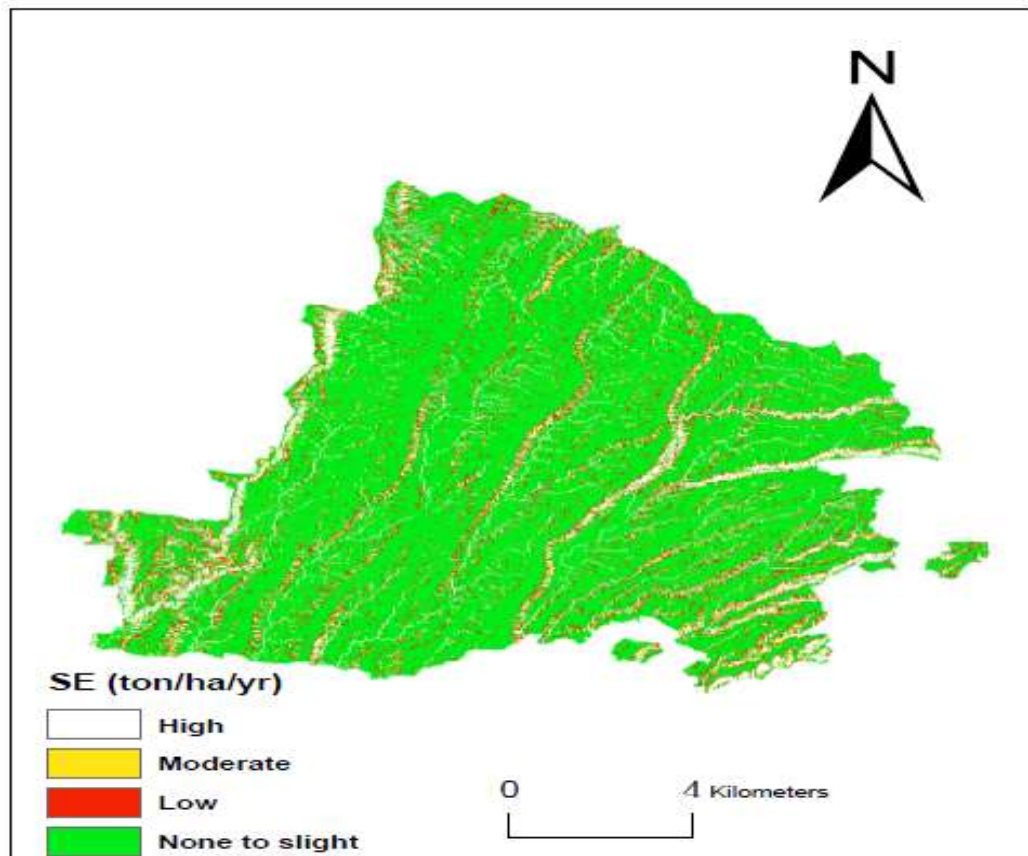 N
SE (ton/ha/yr)
High
Moderate
Low
None to slight
0 4 Kilometers